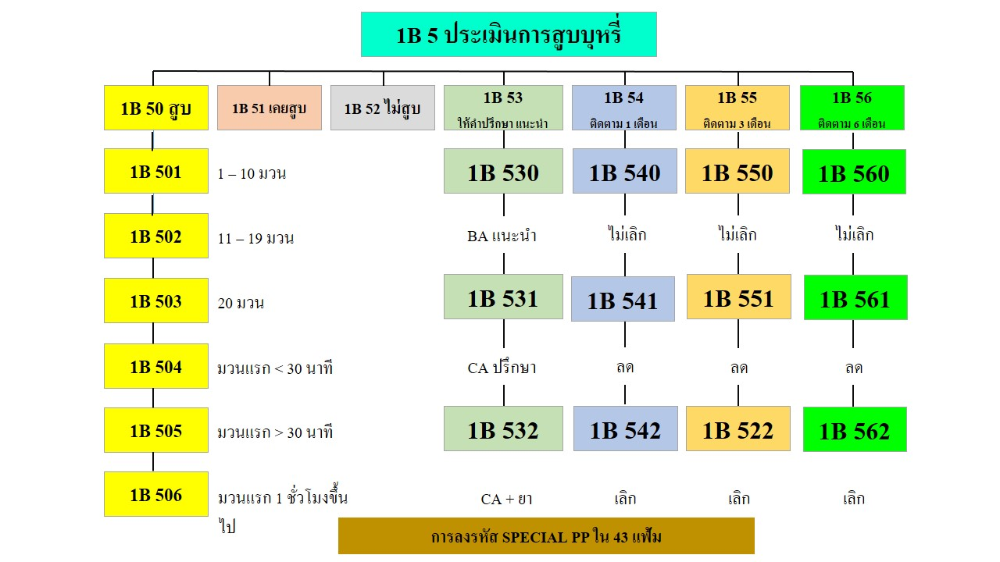 1B 5 ประเมินการสูบบุหรี่
1B 50 สูบ
1B 51 เคยสูบ
1B 52 ไม่สูบ
1B 53
ให้คำปรึกษา แนะนำ
1B 54
ติดตาม 1 เดือน
1B 55
ติดตาม 3 เดือน
1B 56
ติดตาม 6 เดือน
1B 501
1 – 10 มวน
1B 530
1B 540
1B 550
1B 560
1B 502
11 – 19 มวน
BA แนะนำ
ไม่เลิก
ไม่เลิก
ไม่เลิก
1B 503
20 มวน
1B 531
1B 541
1B 551
1B 561
1B 504
มวนแรก < 30 นาที
CA ปรึกษา
ลด
ลด
ลด
1B 505
มวนแรก > 30 นาที
1B 532
1B 542
1B 522
1B 562
1B 506
มวนแรก 1 ชั่วโมงขึ้น
ไป
CA + ยา
เลิก
เลิก
เลิก
การลงรหัส SPECIAL PP ใน 43 แฟ้ม